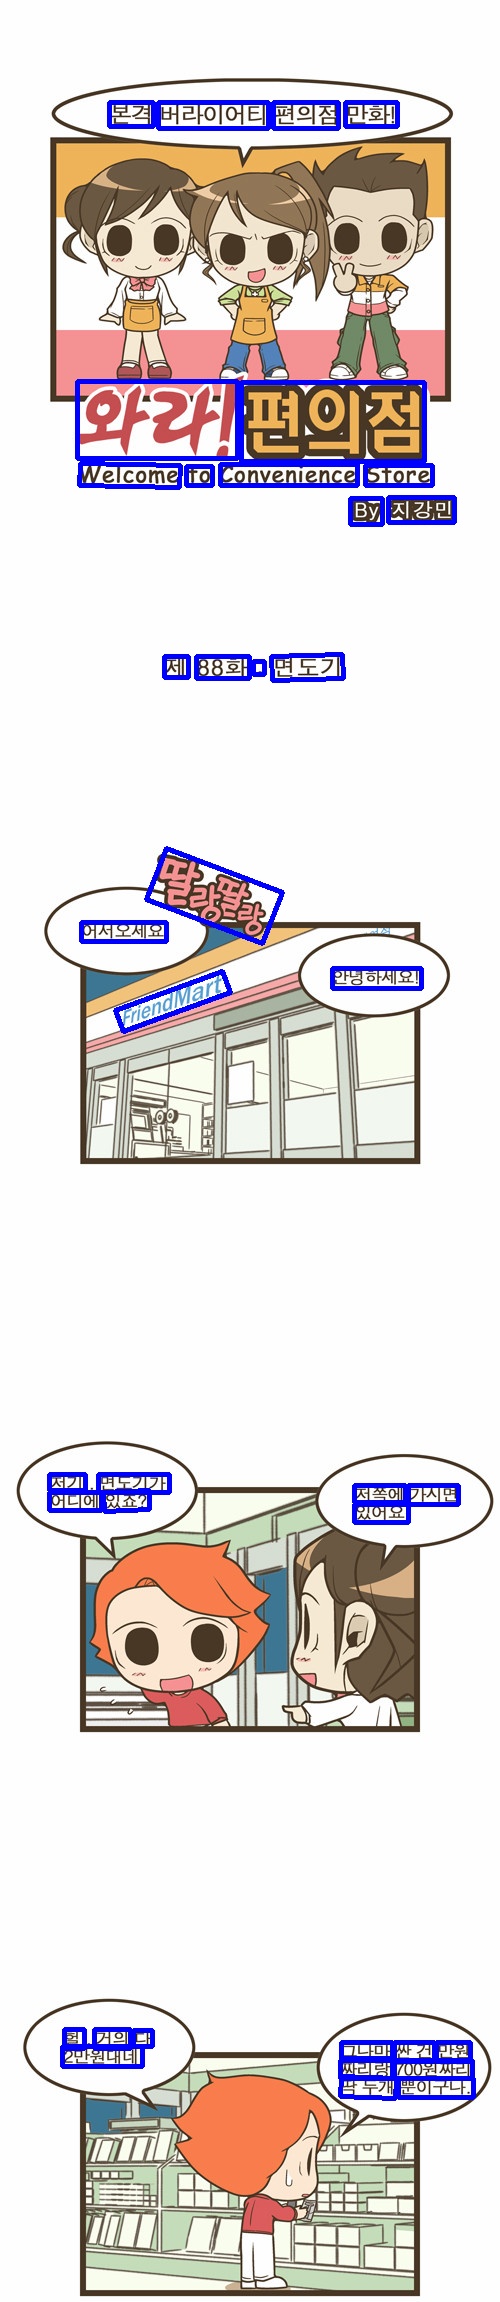 본격 버라이어티 편의점 만화!
와라! 편의점
Welcome to Convenience Store
By 지강민
제 88화. 면도기
딸랑딸랑
어서오세요
안녕하세요!
FriendMart
저기, 면도기가
어디에 있죠?
저쪽에 가시면
있어요
헐, 거의 다
2만원대네
그나마 싼 건 만원
짜리랑 700원짜리
딱 두개 뿐이구나.